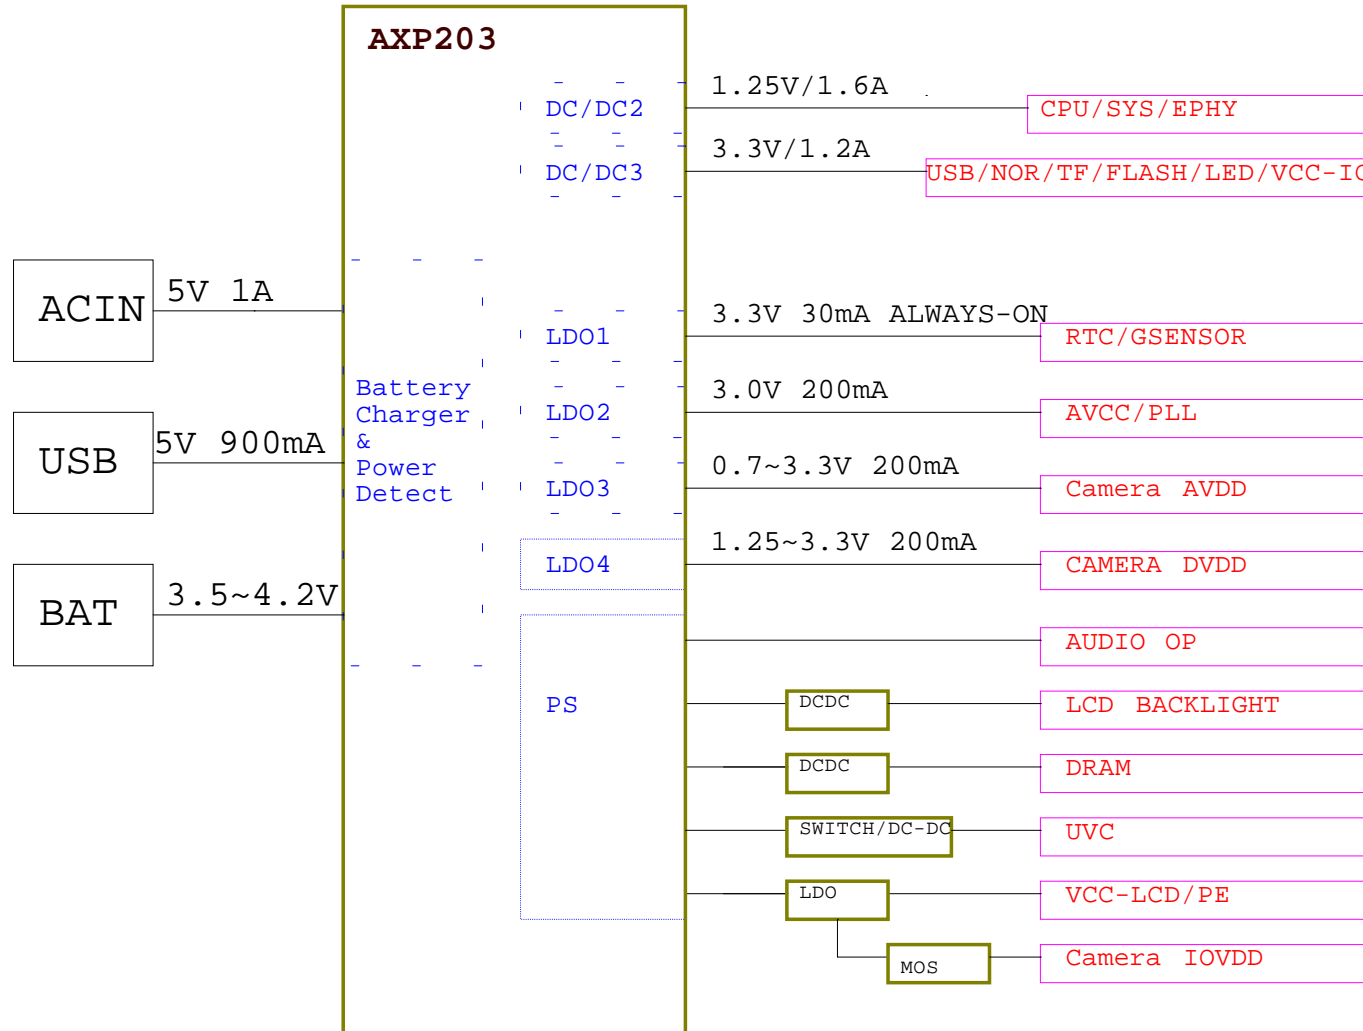 AXP203
DC/DC2
1.25V/1.6A
CPU/SYS/EPHY
DC/DC3
3.3V/1.2A
USB/NOR/TF/FLASH/LED/VCC-IO
ACIN
5V 1A
LDO1
3.3V 30mA ALWAYS-ON
RTC/GSENSOR
Battery
Charger
&
Power
Detect
LDO2
3.0V 200mA
AVCC/PLL
USB
5V 900mA
LDO3
0.7~3.3V 200mA
Camera AVDD
LDO4
1.25~3.3V 200mA
CAMERA DVDD
BAT
3.5~4.2V
AUDIO OP
PS
DCDC
LCD BACKLIGHT
DCDC
DRAM
SWITCH/DC-DC
UVC
LDO
VCC-LCD/PE
MOS
Camera IOVDD